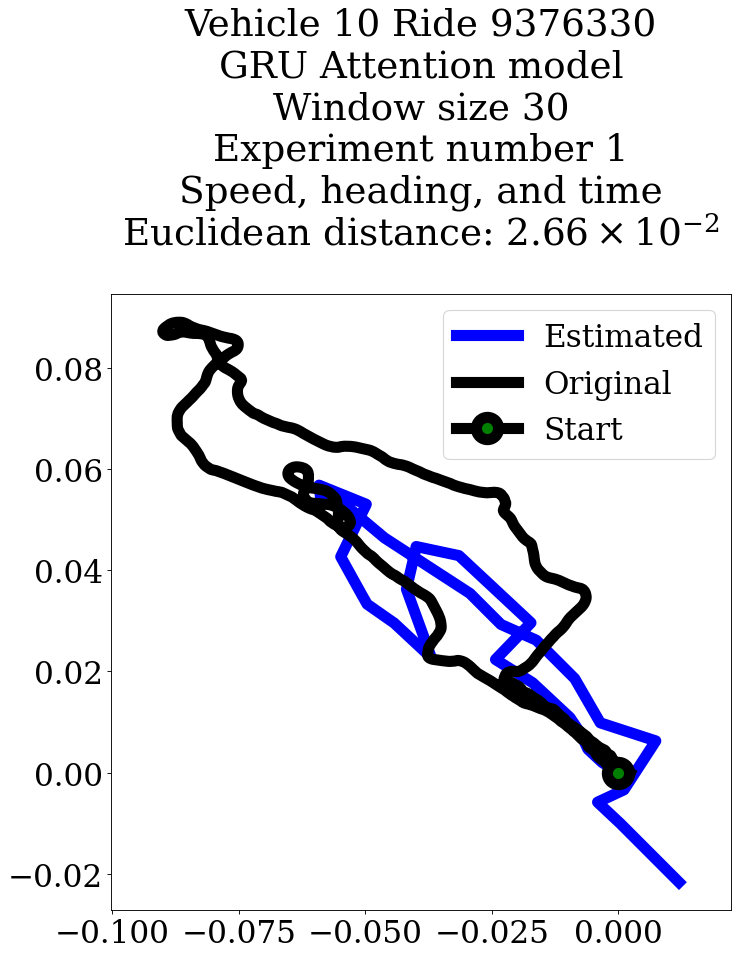 Vehicle 10 Ride 9376330
GRU Attention model
Window size 30
Experiment number 1
Speed, heading, and time
Euclidean distance: 2.66 × 10⁻²
Estimated
Original
Start
0.08
0.06
0.04
0.02
0.00
−0.02
−0.100 −0.075 −0.050 −0.025 0.000